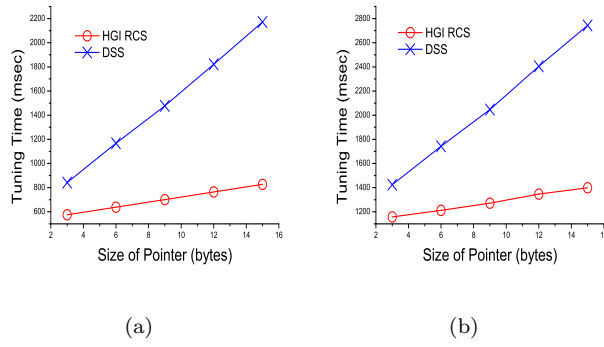 2200
2000
1800
1600
1400
1200
1000
800
600
2 4 6 8 10 12 14 16
Tuning Time (msec)
Size of Pointer (bytes)
HGI RCS
DSS
(a)
2800
2600
2400
2200
2000
1800
1600
1400
1200
2 4 6 8 10 12 14 16
Tuning Time (msec)
Size of Pointer (bytes)
HGI RCS
DSS
(b)